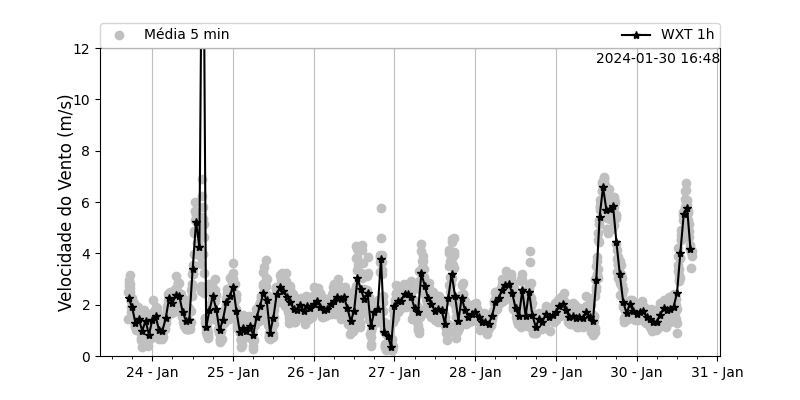 Média 5 min
WXT 1h
2024-01-30 16:48
Velocidade do Vento (m/s)
12
10
8
6
4
2
0
24 - Jan
25 - Jan
26 - Jan
27 - Jan
28 - Jan
29 - Jan
30 - Jan
31 - Jan